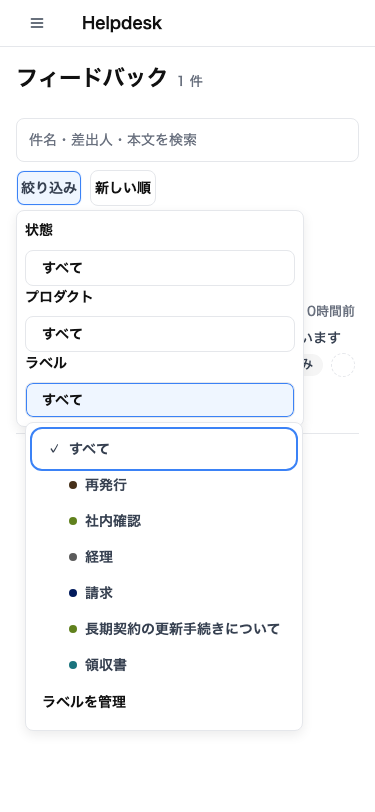 Helpdesk
フィードバック 1 件
件名・差出人・本文を検索
絞り込み 新しい順
状態
すべて
プロダクト
0時間前
すべて
います
ラベル
み
すべて
✓ すべて
再発行
社内確認
経理
請求
長期契約の更新手続きについて
領収書
ラベルを管理